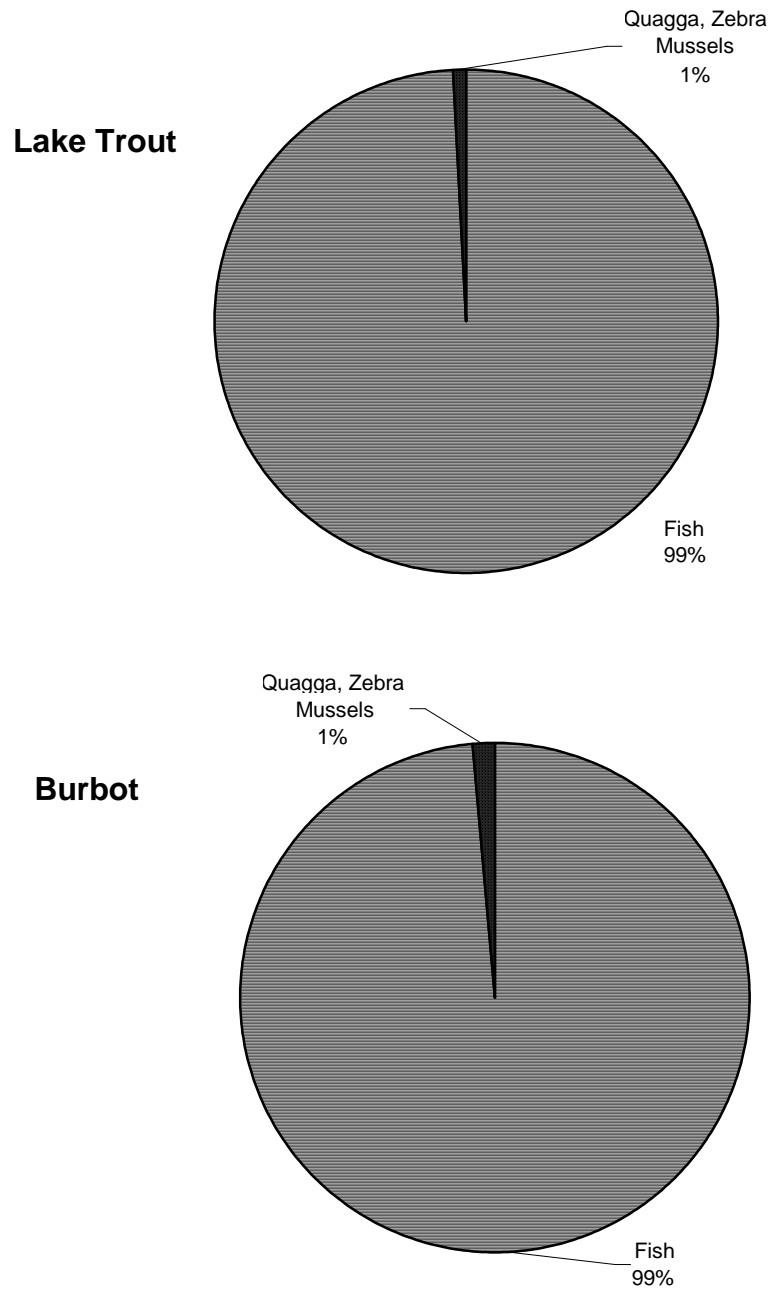 Quagga, Zebra
Mussels
1%
Lake Trout
Fish
99%
Quagga, Zebra
Mussels
1%
Burbot
Fish
99%